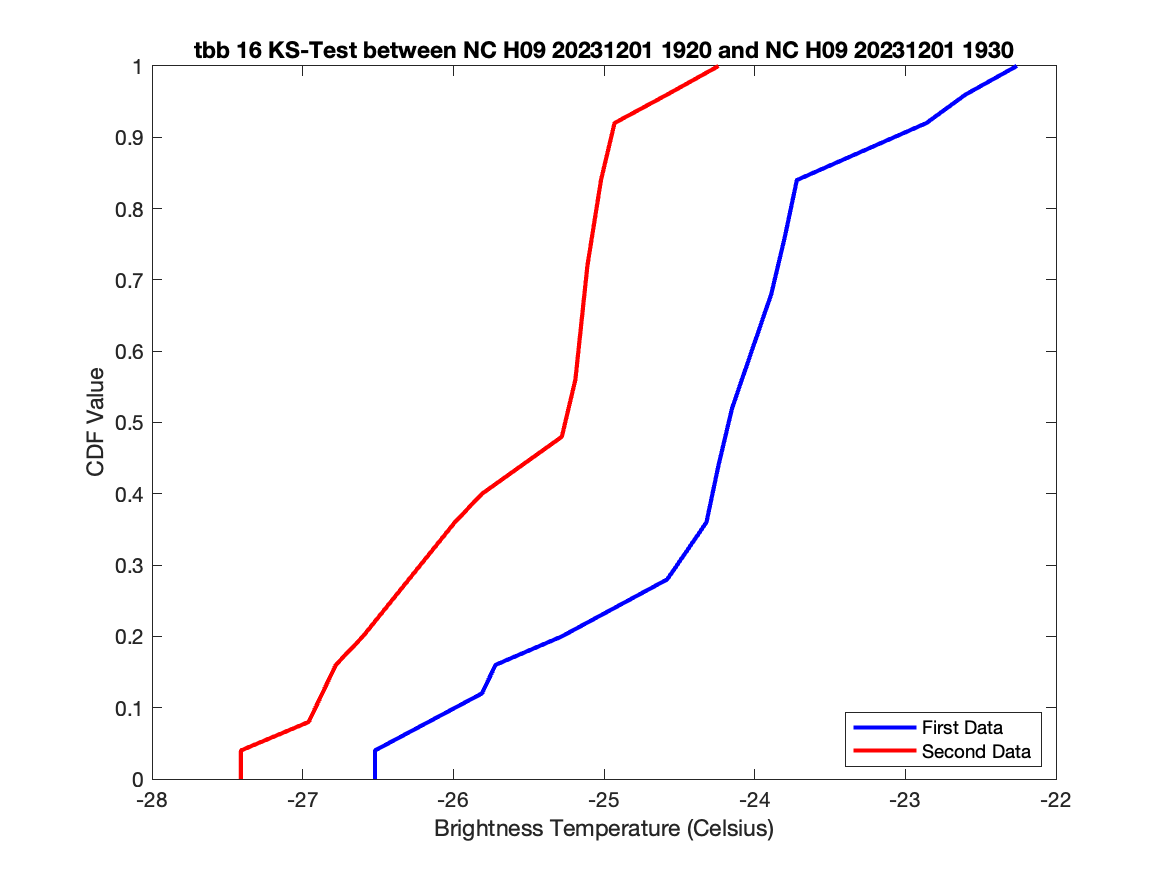 tbb 16 KS-Test between NC H09 20231201 1920 and NC H09 20231201 1930
1
0.9
0.8
0.7
0.6
0.5
0.4
0.3
0.2
0.1
0
CDF Value
First Data
Second Data
-28 -27 -26 -25 -24 -23 -22
Brightness Temperature (Celsius)